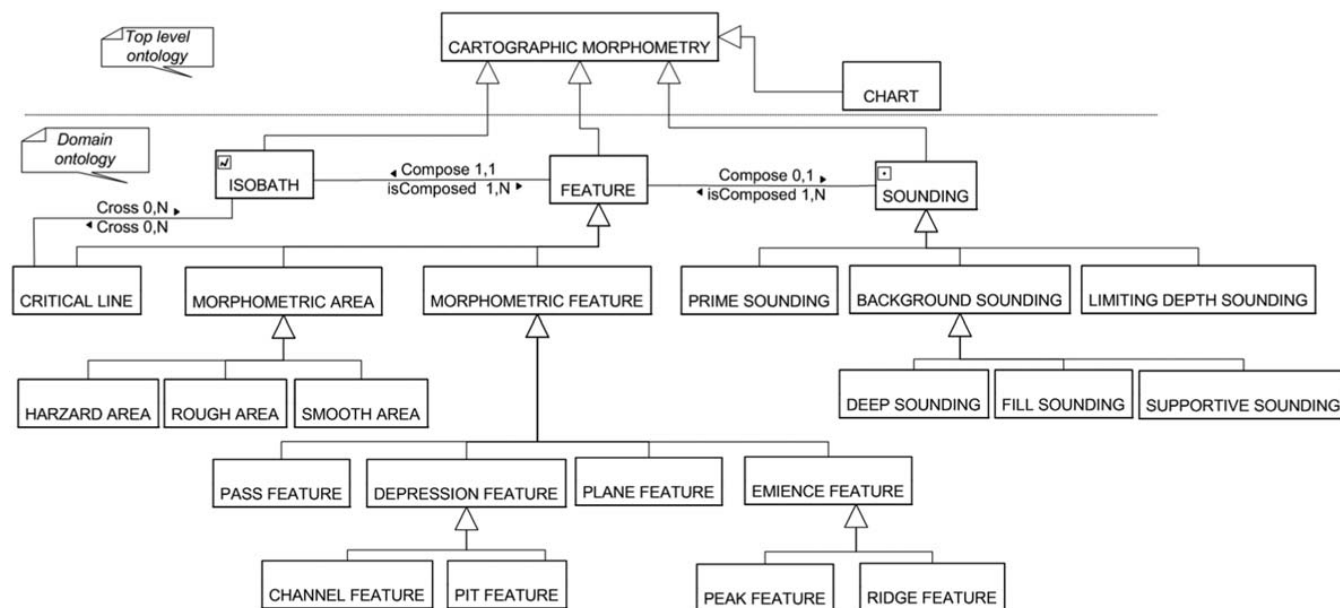 Top level
ontology
CARTOGRAPHIC MORPHOMETRY
CHART
Domain
ontology
ISOBATH
Compose 1,1
isComposed 1,N
FEATURE
Compose 0,1
isComposed 1,N
SOUNDING
Cross 0,N
Cross 0,N
CRITICAL LINE
MORPHOMETRIC AREA
MORPHOMETRIC FEATURE
PRIME SOUNDING
BACKGROUND SOUNDING
LIMITING DEPTH SOUNDING
HARZARD AREA
ROUGH AREA
SMOOTH AREA
DEEP SOUNDING
FILL SOUNDING
SUPPORTIVE SOUNDING
PASS FEATURE
DEPRESSION FEATURE
PLANE FEATURE
EMIENCE FEATURE
CHANNEL FEATURE
PIT FEATURE
PEAK FEATURE
RIDGE FEATURE